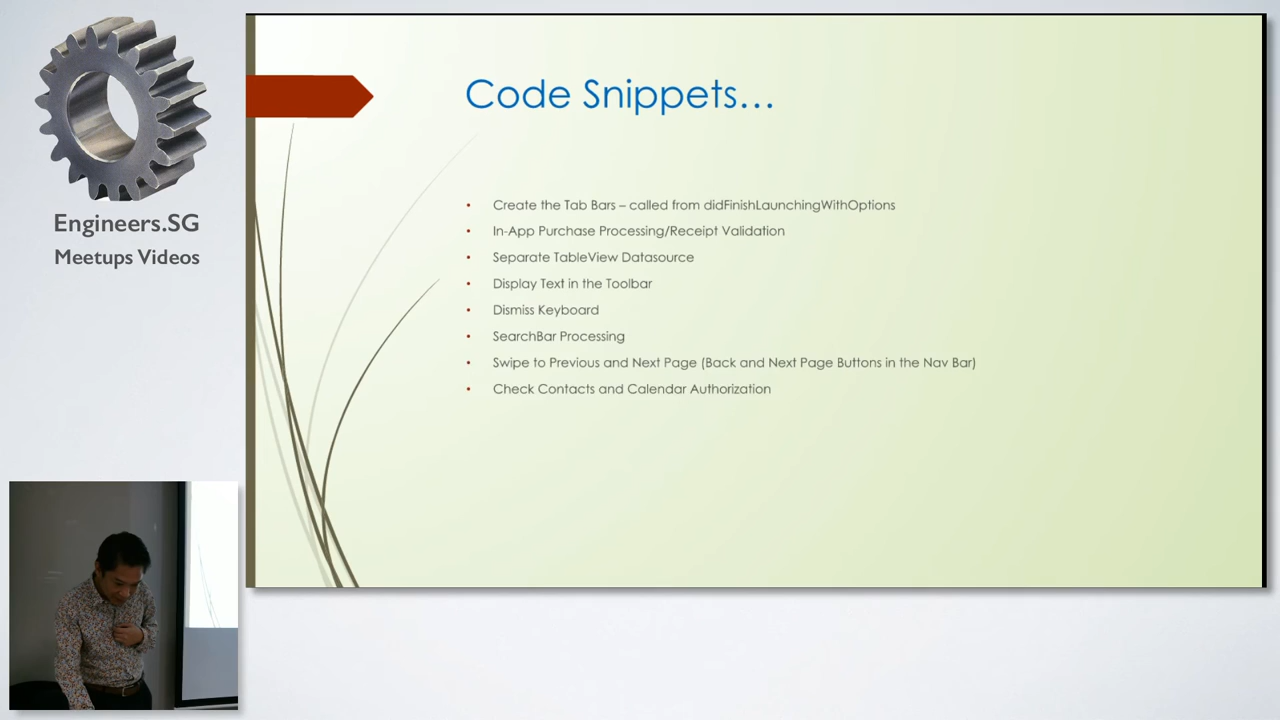 Engineers.SG
Meetups Videos
Code Snippets…
Create the Tab Bars – called from didFinishLaunchingWithOptions
In-App Purchase Processing/Receipt Validation
Separate TableView Datasource
Display Text in the Toolbar
Dismiss Keyboard
SearchBar Processing
Swipe to Previous and Next Page (Back and Next Page Buttons in the Nav Bar)
Check Contacts and Calendar Authorization